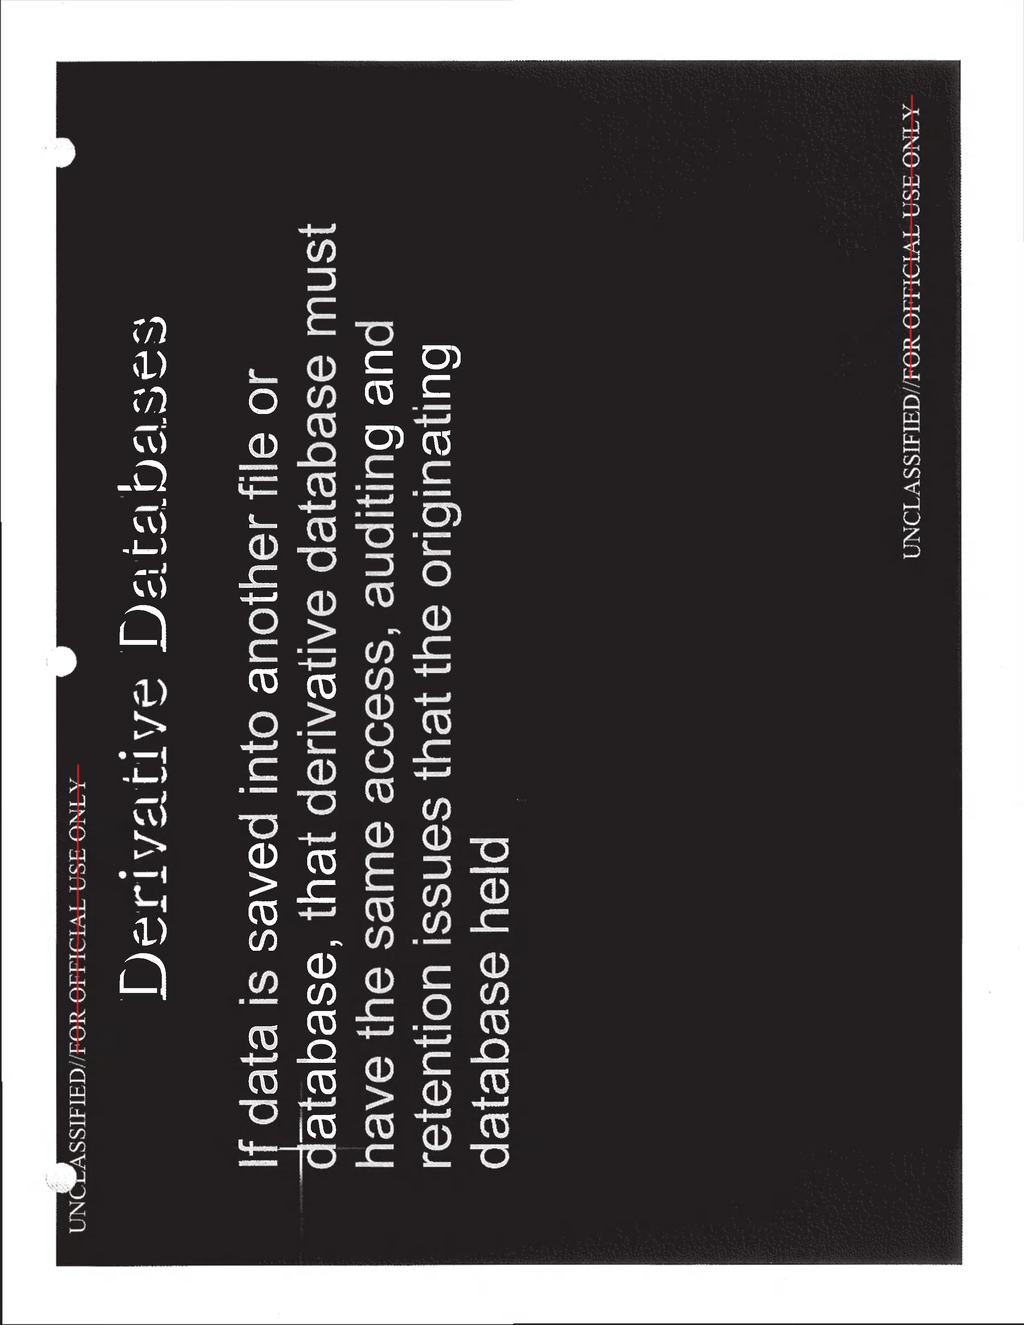 UNCLASSIFIED//FOR OFFICIAL USE ONLY
Derivative Databases
If data is saved into another file or
database, that derivative database must
have the same access, auditing and
retention issues that the originating
database held
UNCLASSIFIED//FOR OFFICIAL USE ONLY